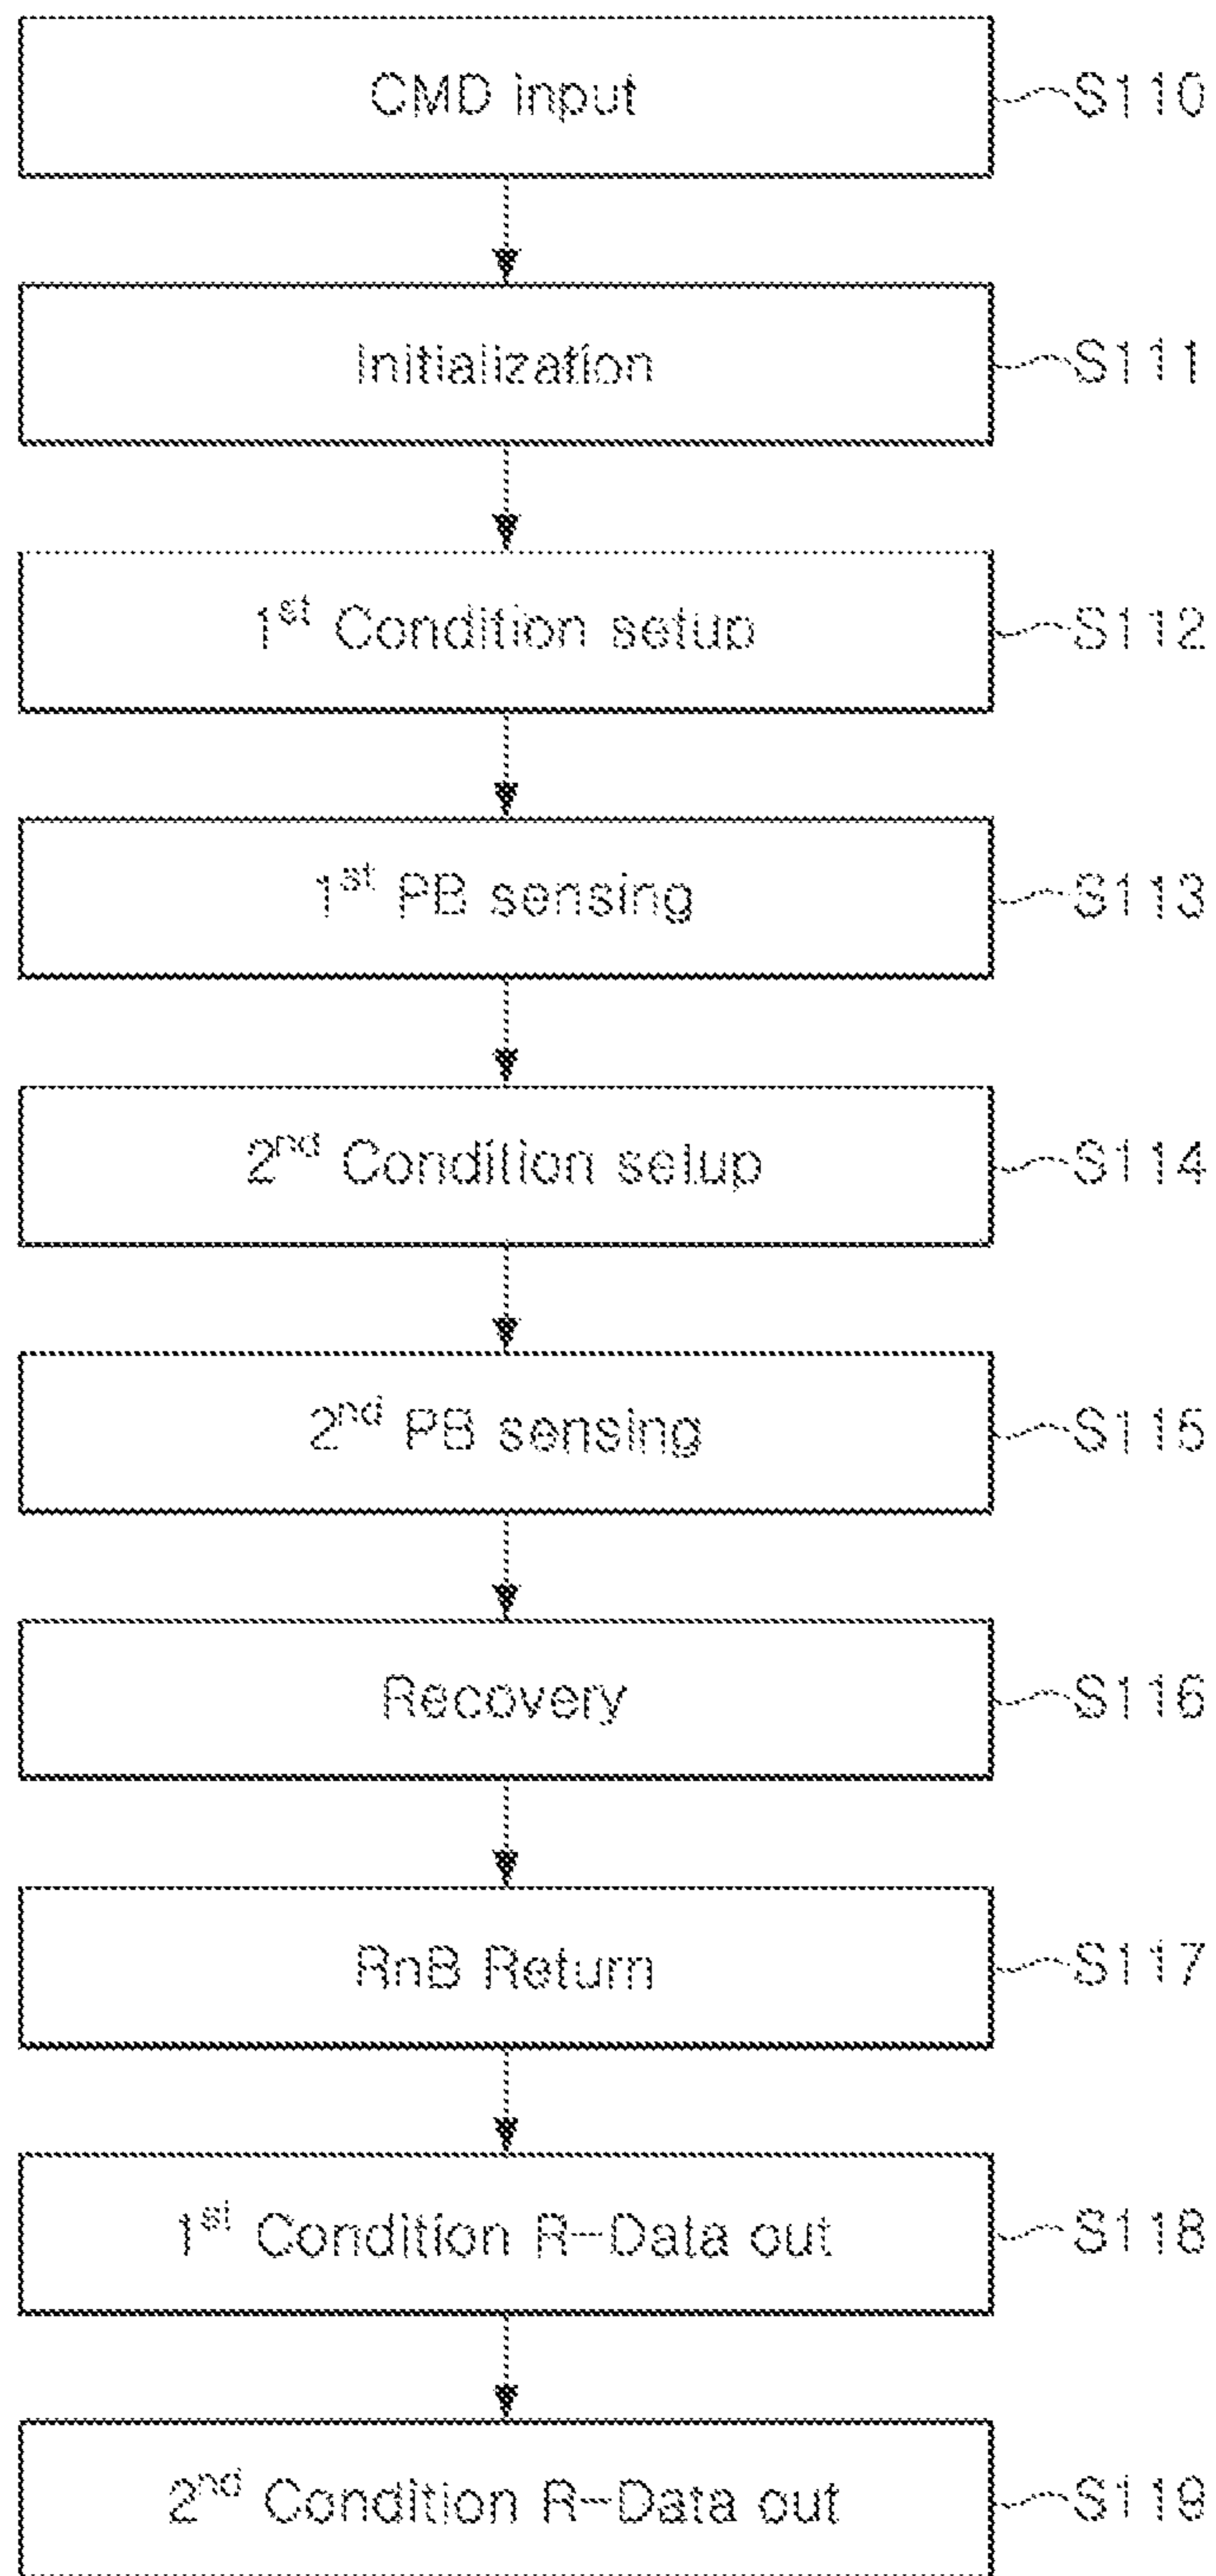 CMD input S110
Initialization S111
1st Condition setup S112
1st PB sensing S113
2nd Condition setup S114
2nd PB sensing S115
Recovery S116
RnB Return S117
1st Condition R-Data out S118
2nd Condition R-Data out S119